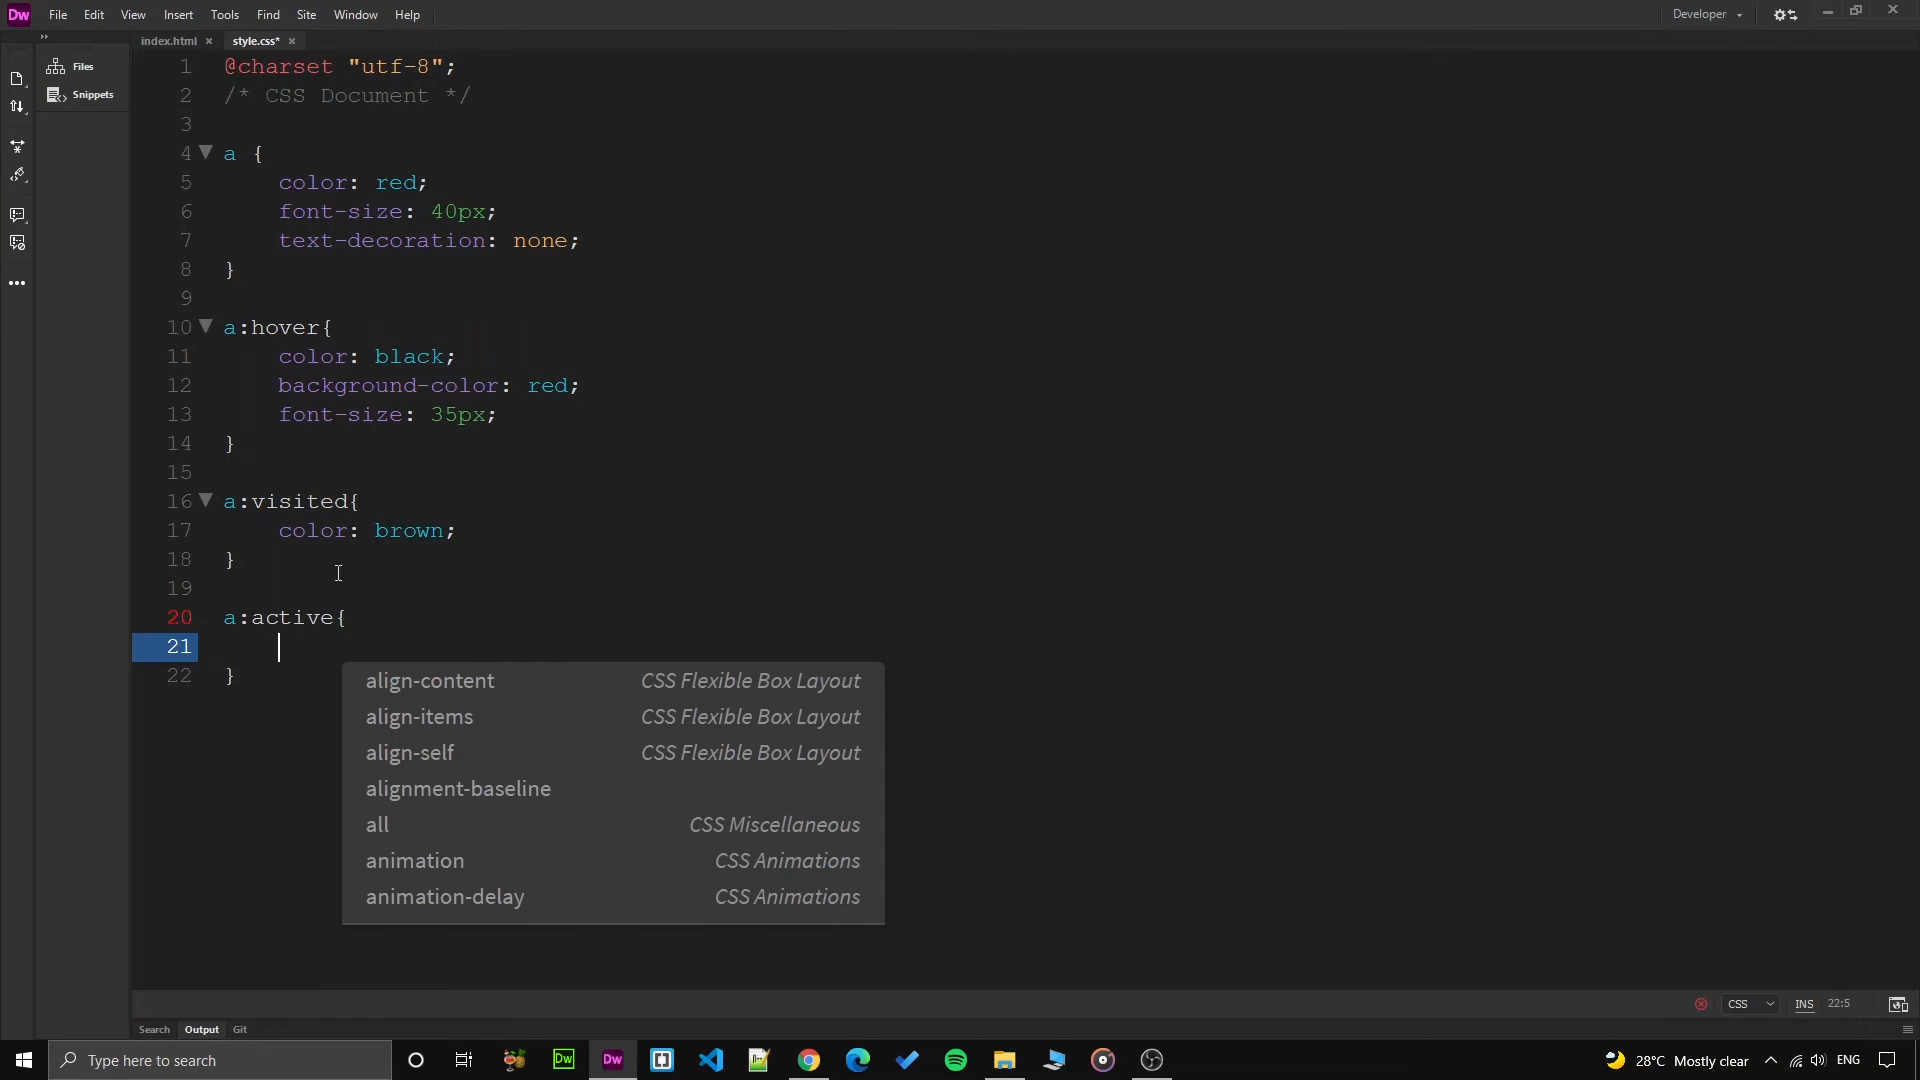 Dw File Edit View Insert Tools Find Site Window Help Developer
index.html × style.css* ×
Files
Snippets
1 @charset "utf-8";
2 /* CSS Document */
3
4 a {
5 color: red;
6 font-size: 40px;
7 text-decoration: none;
8 }
9
10 a:hover{
11 color: black;
12 background-color: red;
13 font-size: 35px;
14 }
15
16 a:visited{
17 color: brown;
18 }
19
20 a:active{
21
22 }
align-content CSS Flexible Box Layout
align-items CSS Flexible Box Layout
align-self CSS Flexible Box Layout
alignment-baseline
all CSS Miscellaneous
animation CSS Animations
animation-delay CSS Animations
CSS INS 22:5
Search Output Git
Type here to search Dw Dw 28°C Mostly clear ENG